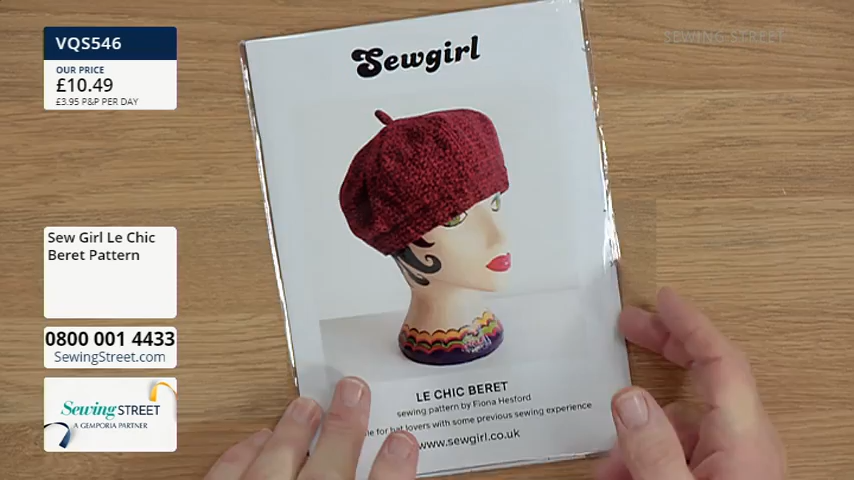 VQS546
OUR PRICE
£10.49
£3.95 P&P PER DAY
SEWING STREET
Sewgirl
Sew Girl Le Chic
Beret Pattern
0800 001 4433
SewingStreet.com
Sewing STREET
A GEMPORIA PARTNER
LE CHIC BERET
sewing pattern by Fiona Hesford
for hat lovers with some previous sewing experience
www.sewgirl.co.uk